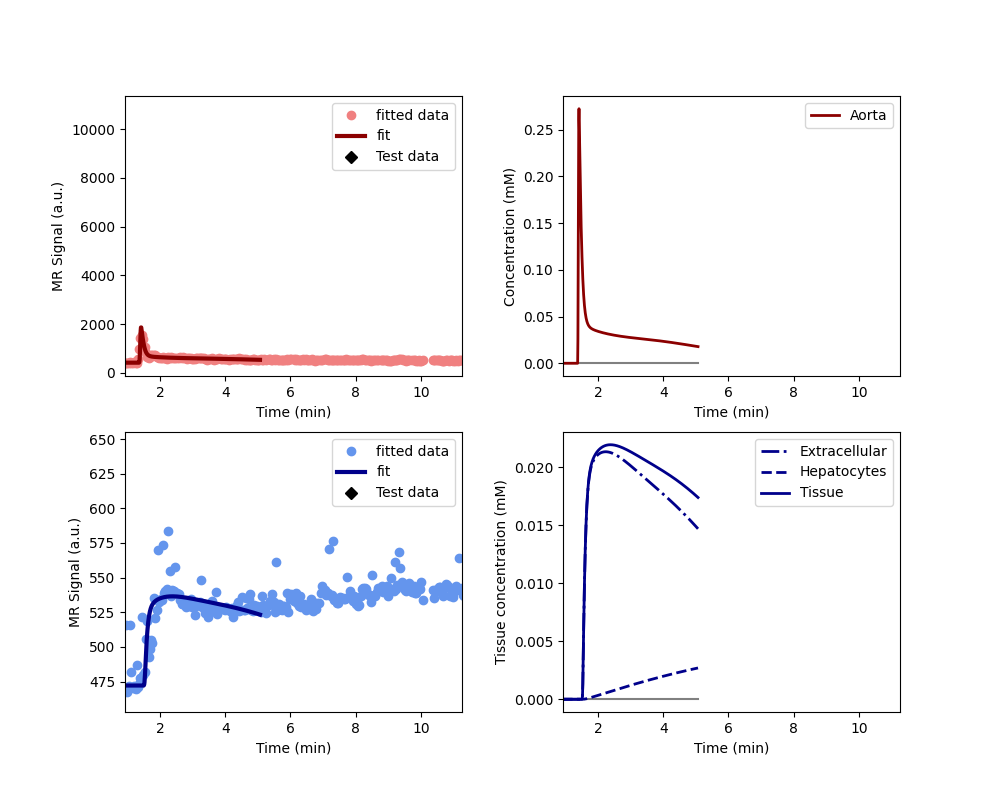 10000
8000
6000
4000
2000
0
MR Signal (a.u.)
fitted data
fit
Test data
2 4 6 8 10
Time (min)
0.25
0.20
0.15
0.10
0.05
0.00
Concentration (mM)
Aorta
2 4 6 8 10
Time (min)
650
625
600
575
550
525
500
475
MR Signal (a.u.)
fitted data
fit
Test data
2 4 6 8 10
Time (min)
0.020
0.015
0.010
0.005
0.000
Tissue concentration (mM)
Extracellular
Hepatocytes
Tissue
2 4 6 8 10
Time (min)